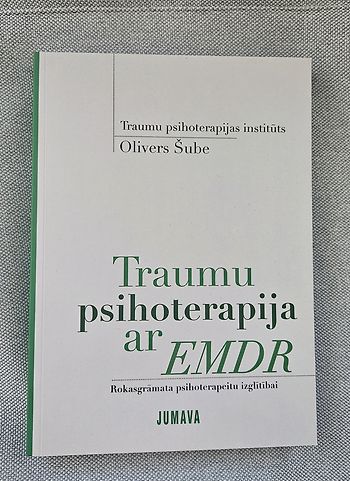 Traumu psihoterapijas institūts
Olivers Šube
Traumu
psihoterapija
ar EMDR
Rokasgrāmata psihoterapeitu izglītībai
JUMAVA